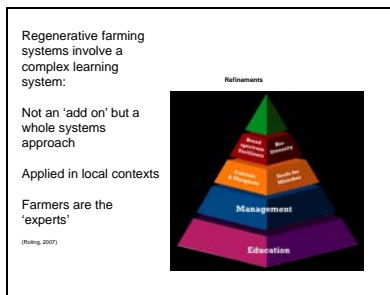 Regenerative farming
systems involve a
complex learning
system:
Not an ‘add on’ but a
whole systems
approach
Applied in local contexts
Farmers are the
‘experts’
(Roling, 2007)
Refinements
Broad
spectrum
Bio-
Diversity
Calcium
& Phosphate
Foods for
Microbes
Management
Education